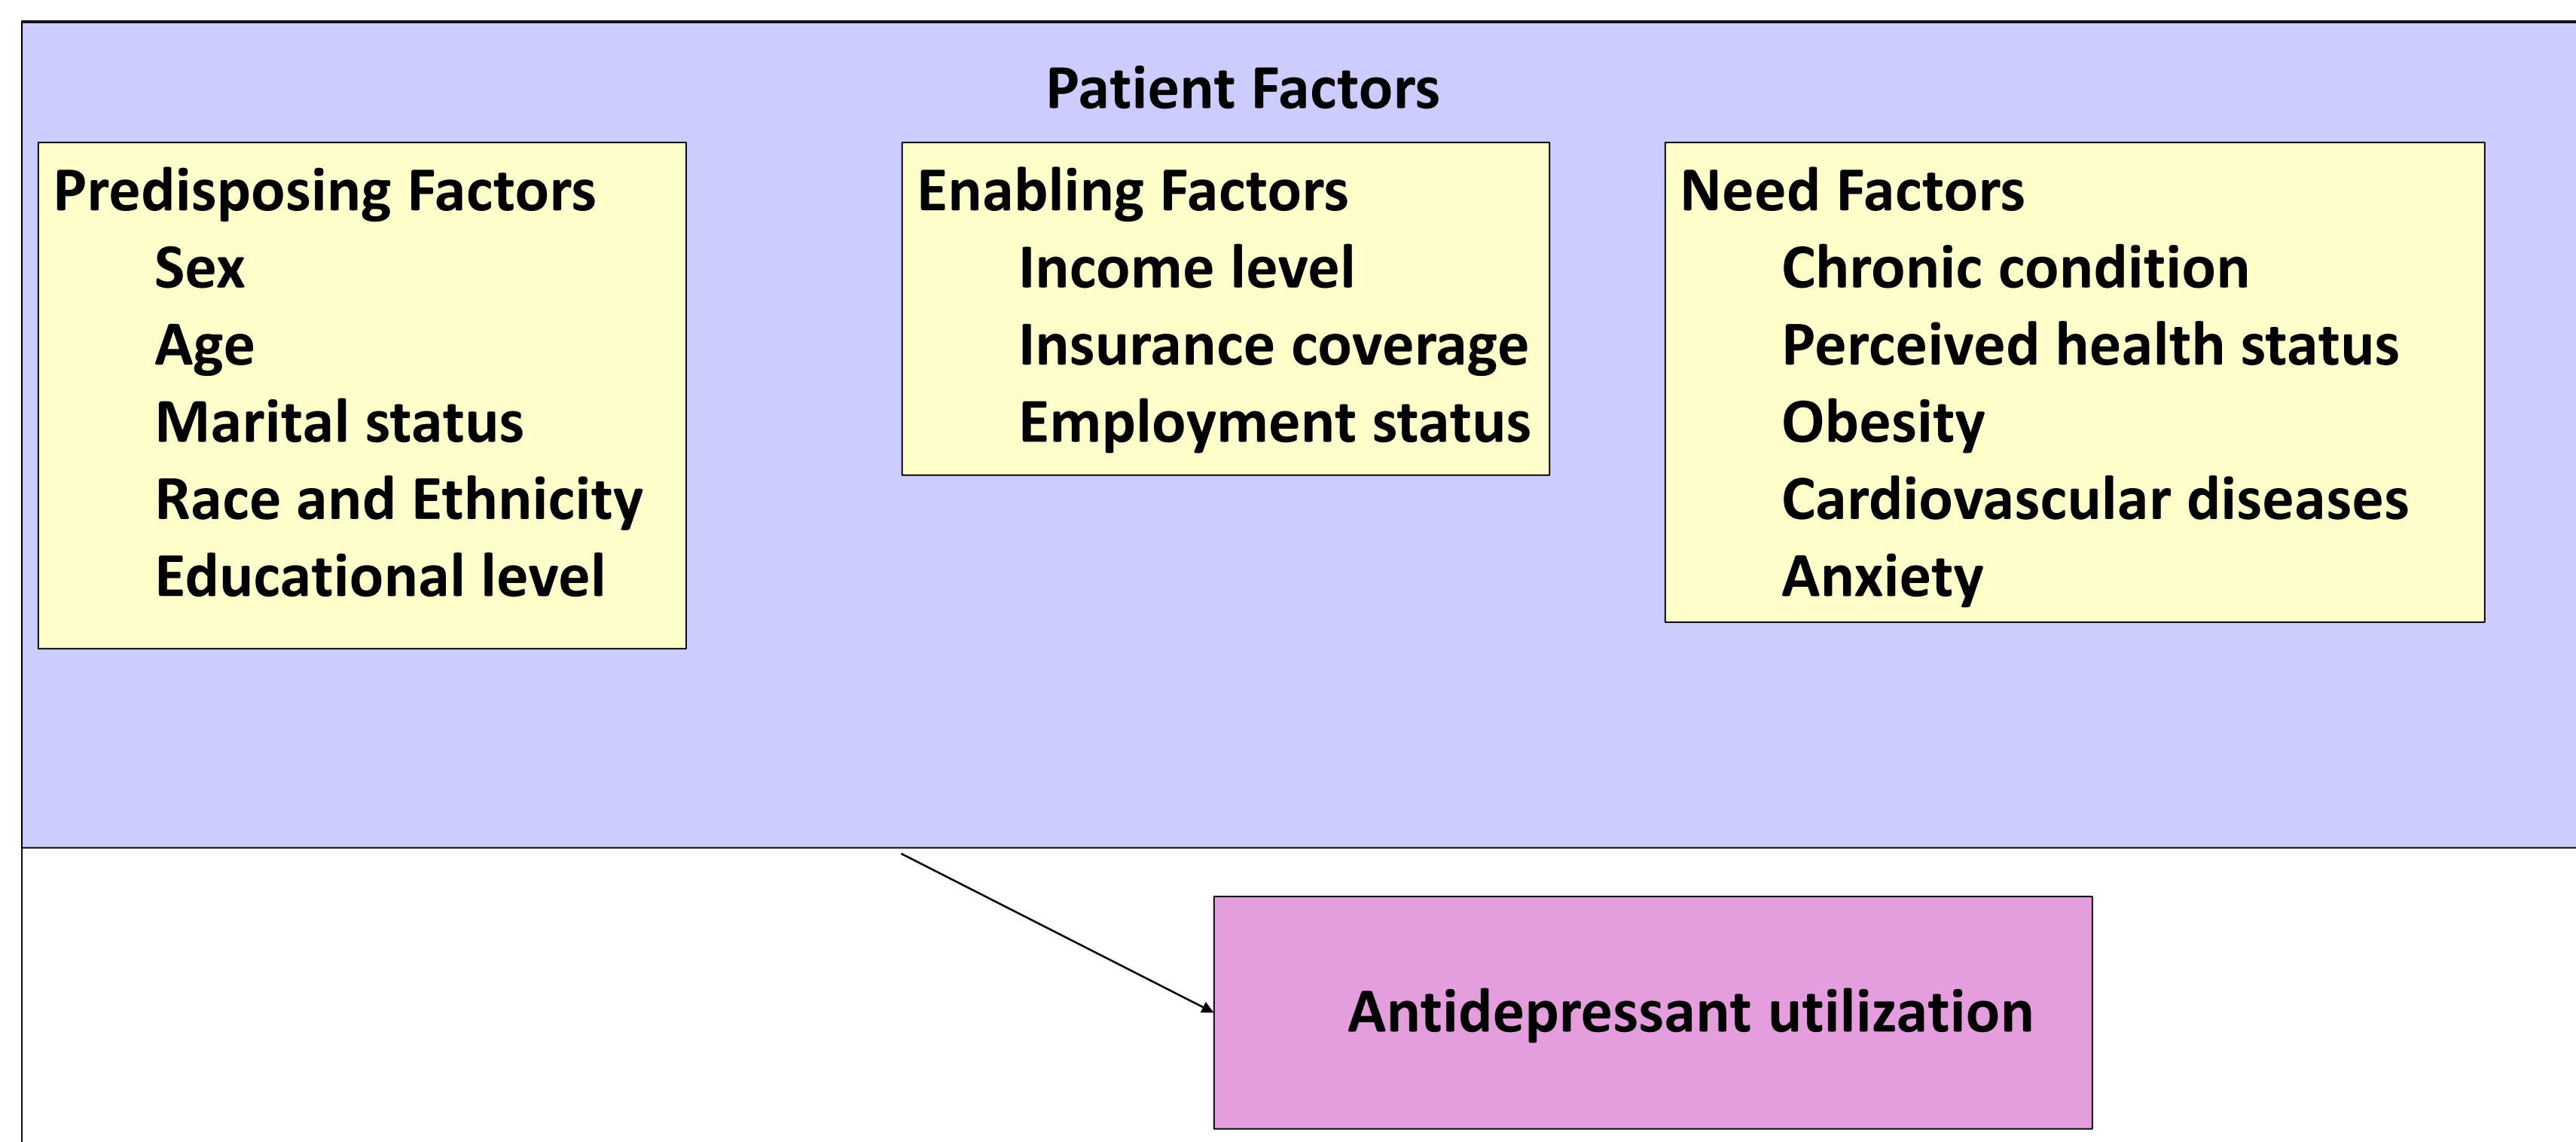 Patient Factors
Predisposing Factors
Sex
Age
Marital status
Race and Ethnicity
Educational level
Enabling Factors
Income level
Insurance coverage
Employment status
Need Factors
Chronic condition
Perceived health status
Obesity
Cardiovascular diseases
Anxiety
Antidepressant utilization